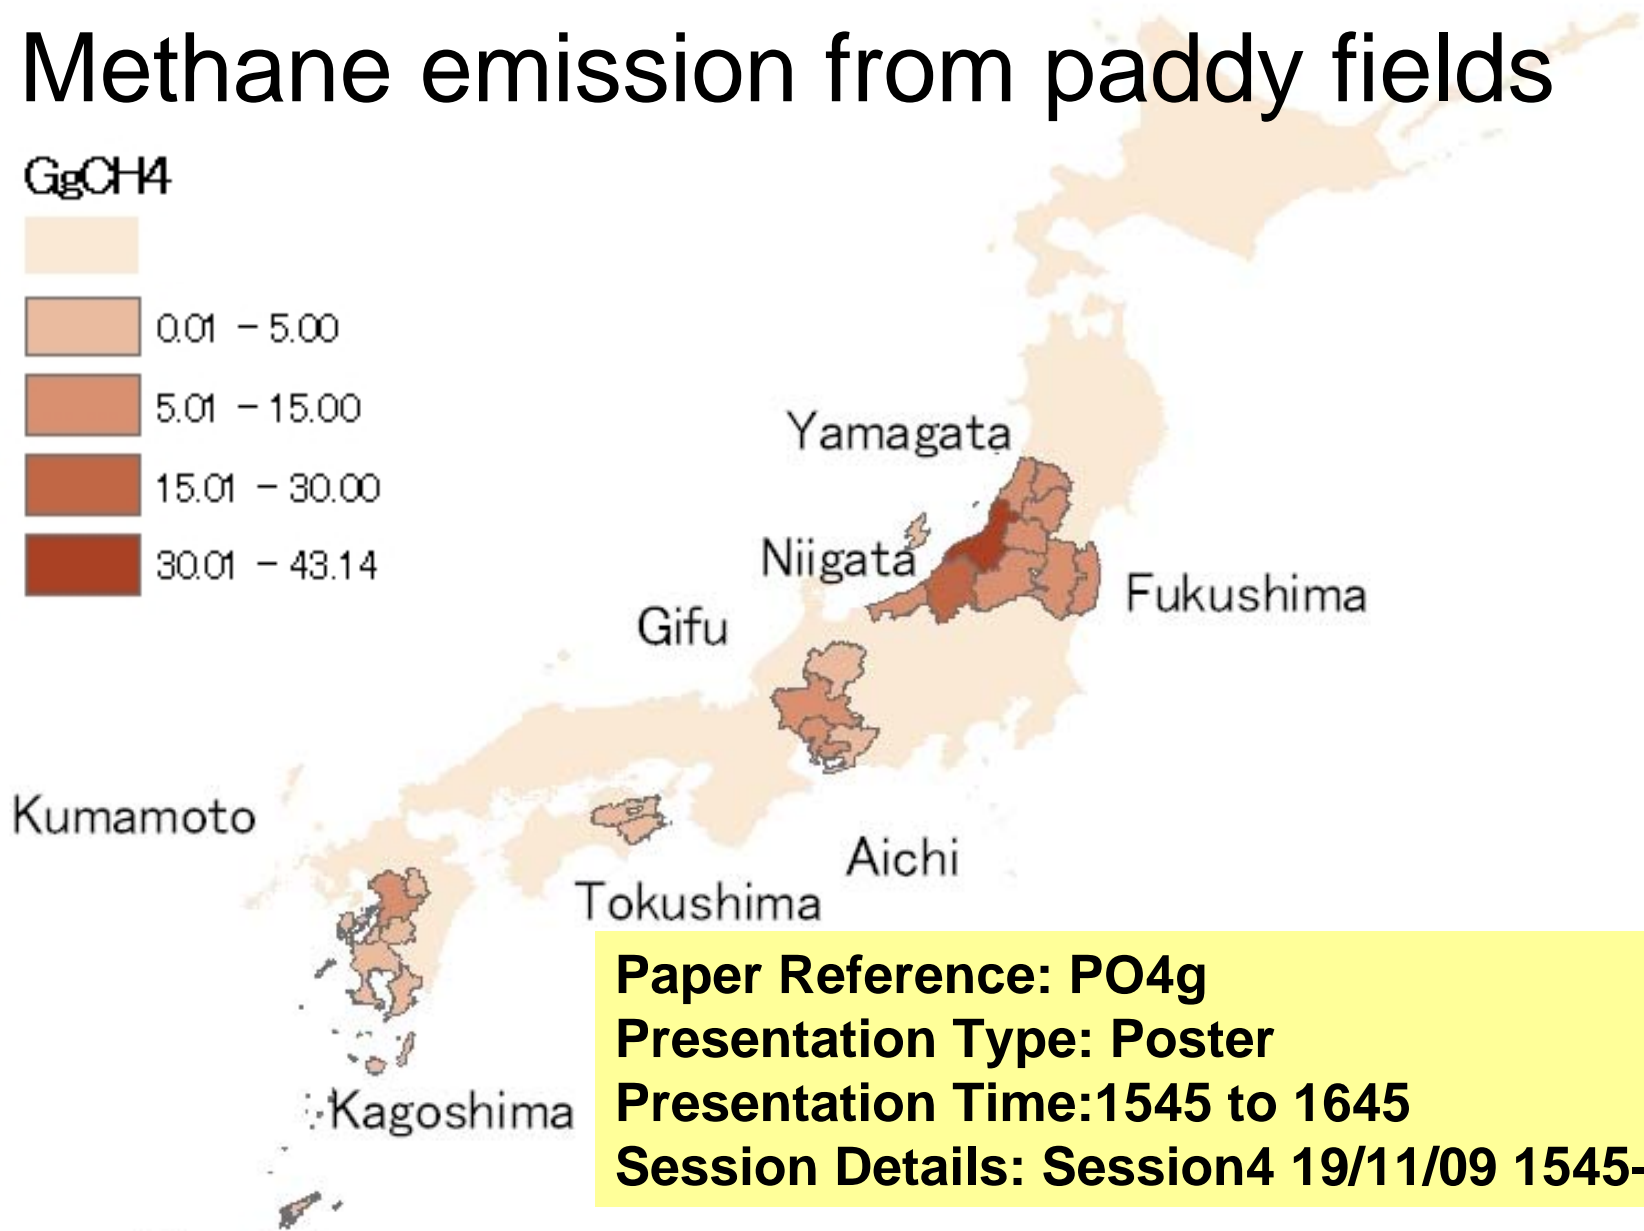 Methane emission from paddy fields
GgCH4
0.01 - 5.00
5.01 - 15.00
15.01 - 30.00
30.01 - 43.14
Yamagata
Niigata
Fukushima
Gifu
Kumamoto
Aichi
Tokushima
Kagoshima
Paper Reference: PO4g
Presentation Type: Poster
Presentation Time:1545 to 1645
Session Details: Session4 19/11/09 1545-